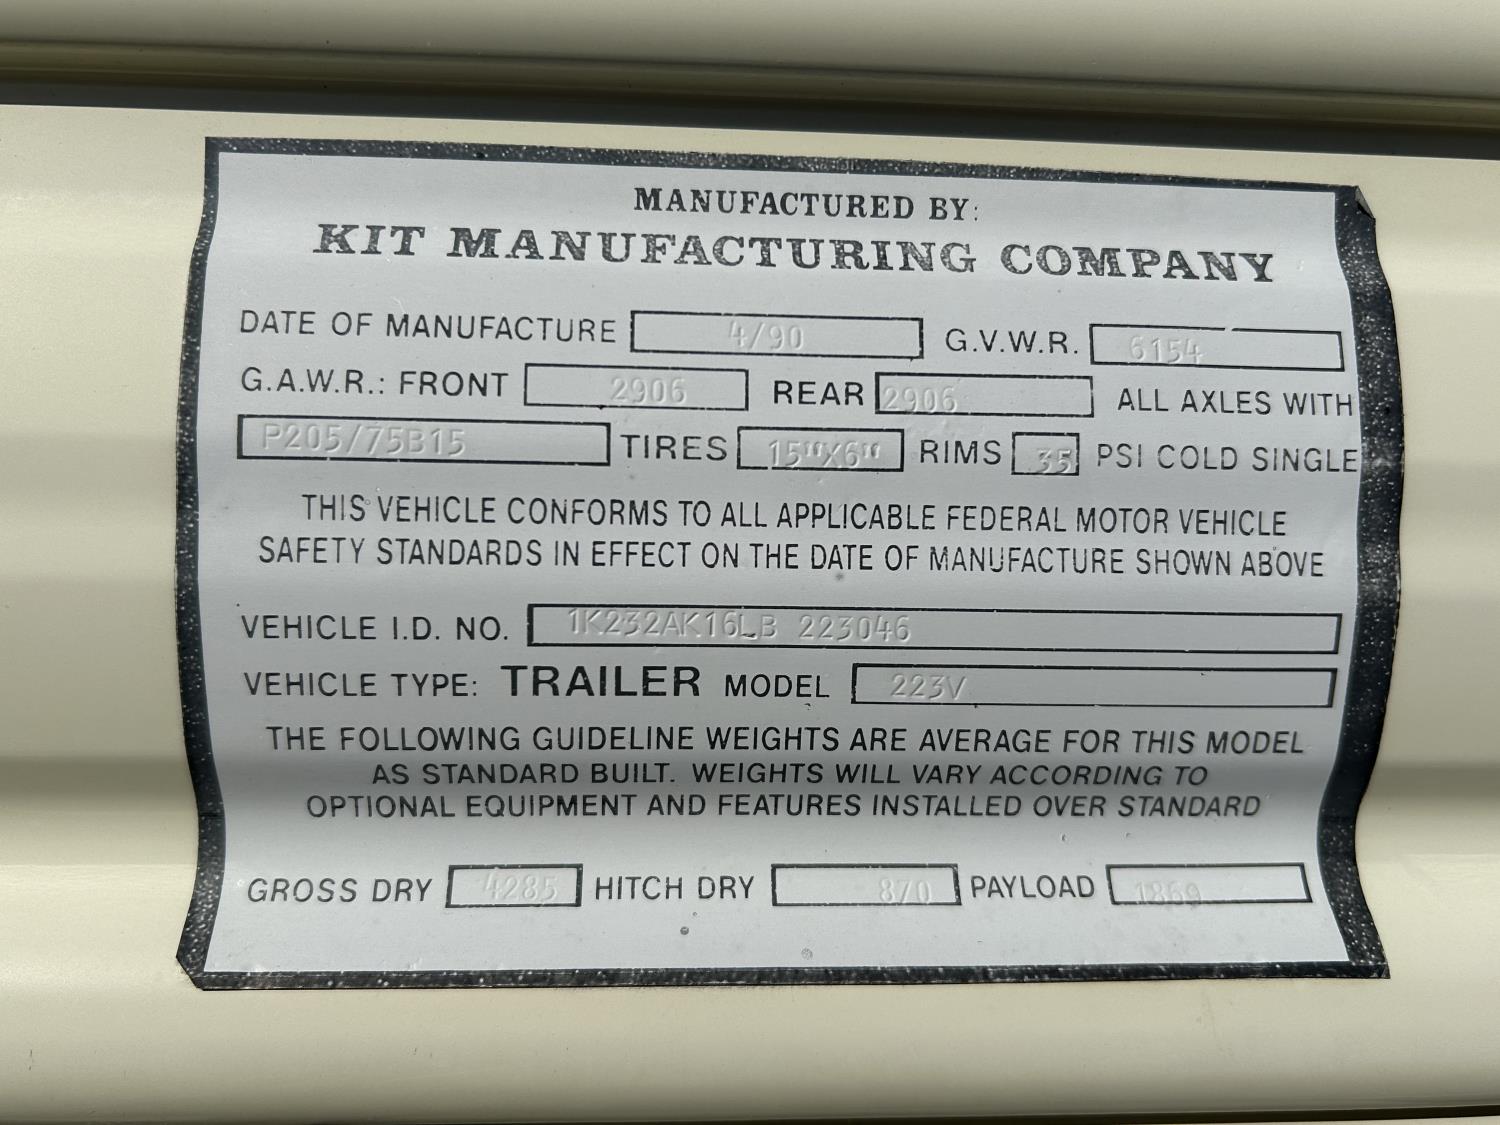 MANUFACTURED BY:
KIT MANUFACTURING COMPANY
DATE OF MANUFACTURE 4/90 G.V.W.R. 6154
G.A.W.R.: FRONT 2906 REAR 2906 ALL AXLES WITH
P205/75B15 TIRES 15"X6" RIMS 35 PSI COLD SINGLE
THIS VEHICLE CONFORMS TO ALL APPLICABLE FEDERAL MOTOR VEHICLE
SAFETY STANDARDS IN EFFECT ON THE DATE OF MANUFACTURE SHOWN ABOVE
VEHICLE I.D. NO. 1K232AK16LB 223046
VEHICLE TYPE: TRAILER MODEL 223V
THE FOLLOWING GUIDELINE WEIGHTS ARE AVERAGE FOR THIS MODEL
AS STANDARD BUILT. WEIGHTS WILL VARY ACCORDING TO
OPTIONAL EQUIPMENT AND FEATURES INSTALLED OVER STANDARD
GROSS DRY 4285 HITCH DRY 870 PAYLOAD 1869